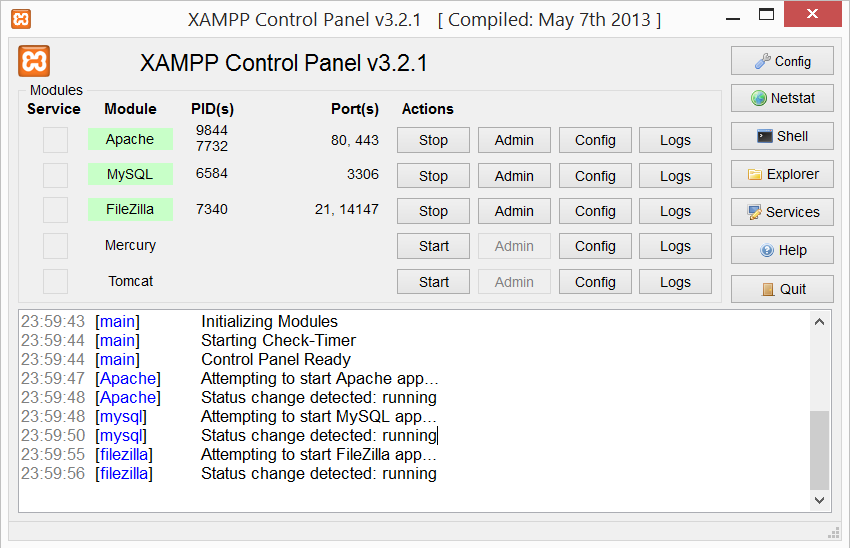 XAMPP Control Panel v3.2.1 [ Compiled: May 7th 2013 ]
XAMPP Control Panel v3.2.1
Config
Netstat
Shell
Explorer
Services
Help
Quit
Modules
Service Module PID(s) Port(s) Actions
Apache 9844 7732 80, 443 Stop Admin Config Logs
MySQL 6584 3306 Stop Admin Config Logs
FileZilla 7340 21, 14147 Stop Admin Config Logs
Mercury Start Admin Config Logs
Tomcat Start Admin Config Logs
23:59:43 [main] Initializing Modules
23:59:44 [main] Starting Check-Timer
23:59:44 [main] Control Panel Ready
23:59:47 [Apache] Attempting to start Apache app...
23:59:48 [Apache] Status change detected: running
23:59:48 [mysql] Attempting to start MySQL app...
23:59:50 [mysql] Status change detected: running
23:59:55 [filezilla] Attempting to start FileZilla app...
23:59:56 [filezilla] Status change detected: running